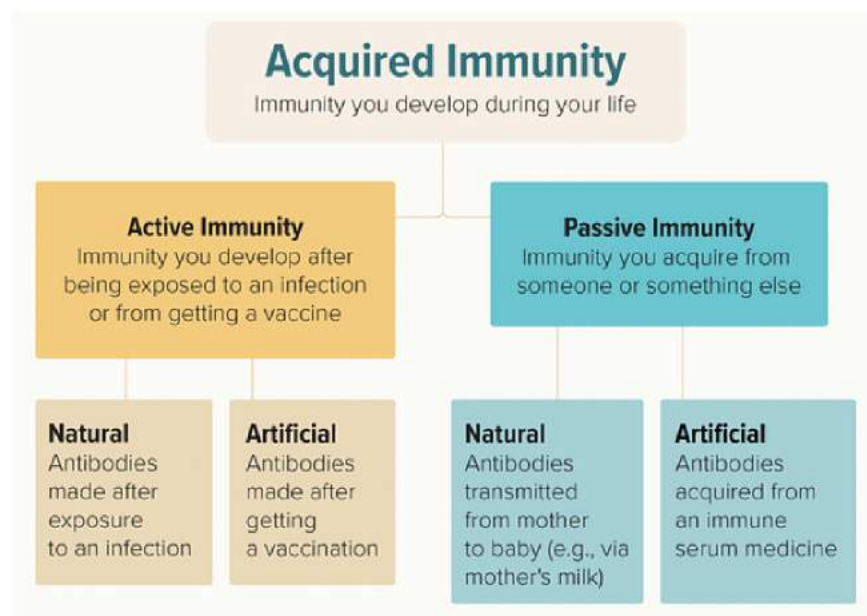 Acquired Immunity
Immunity you develop during your life
Active Immunity
Immunity you develop after
being exposed to an infection
or from getting a vaccine
Passive Immunity
Immunity you acquire from
someone or something else
Natural
Antibodies
made after
exposure
to an infection
Artificial
Antibodies
made after
getting
a vaccination
Natural
Antibodies
transmitted
from mother
to baby (e.g., via
mother's milk)
Artificial
Antibodies
acquired from
an immune
serum medicine